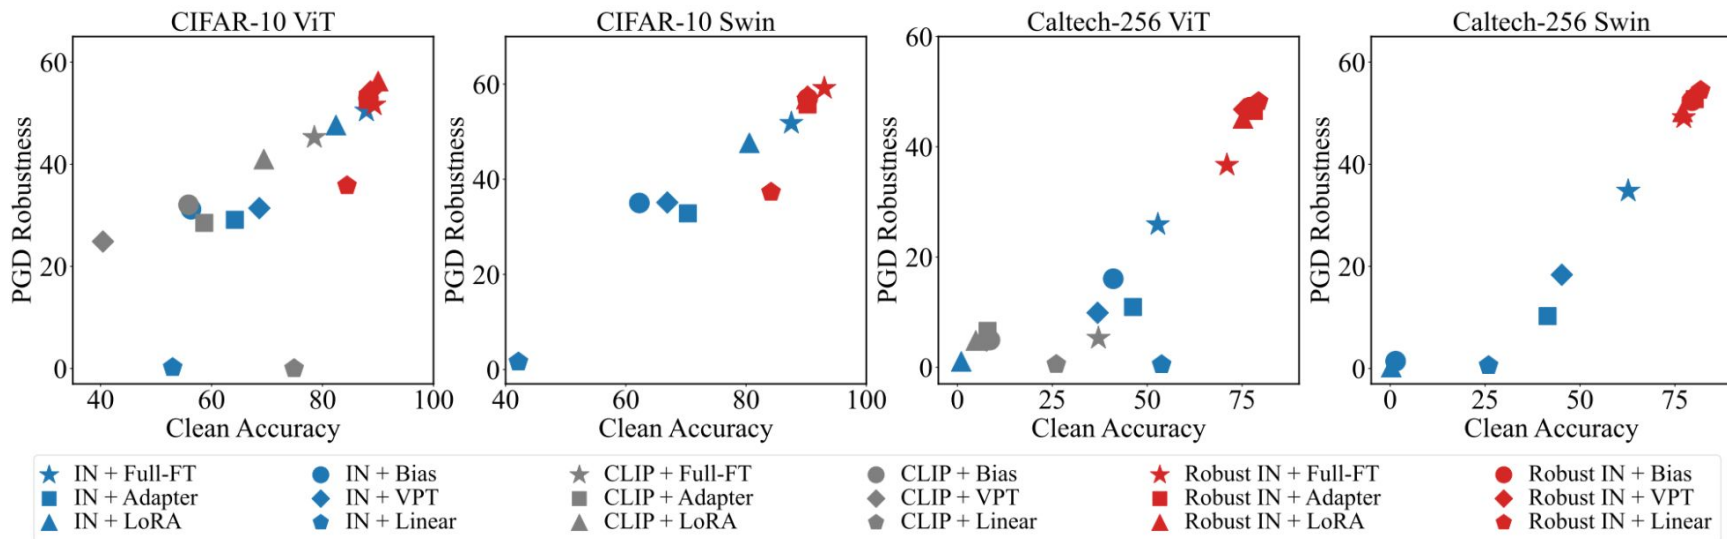 CIFAR-10 ViT
CIFAR-10 Swin
Caltech-256 ViT
Caltech-256 Swin
PGD Robustness
60
40
20
0
40 60 80 100
Clean Accuracy
PGD Robustness
60
40
20
0
40 60 80 100
Clean Accuracy
PGD Robustness
60
40
20
0
0 25 50 75
Clean Accuracy
PGD Robustness
60
40
20
0
0 25 50 75
Clean Accuracy
IN + Full-FT IN + Bias CLIP + Full-FT CLIP + Bias Robust IN + Full-FT Robust IN + Bias
IN + Adapter IN + VPT CLIP + Adapter CLIP + VPT Robust IN + Adapter Robust IN + VPT
IN + LoRA IN + Linear CLIP + LoRA CLIP + Linear Robust IN + LoRA Robust IN + Linear